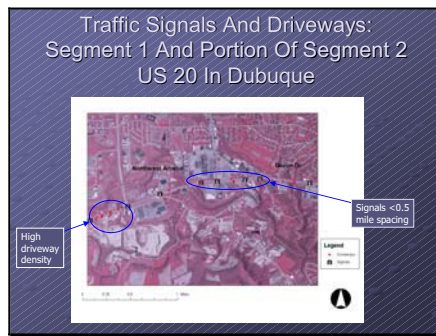 Traffic Signals And Driveways:
Segment 1 And Portion Of Segment 2
US 20 In Dubuque
Northwest Arterial
Signals <0.5
mile spacing
High
driveway
density
Legend
Driveways
Signals